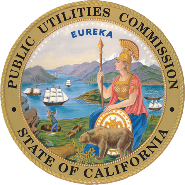 PUBLIC UTILITIES COMMISSION
EUREKA
STATE OF CALIFORNIA